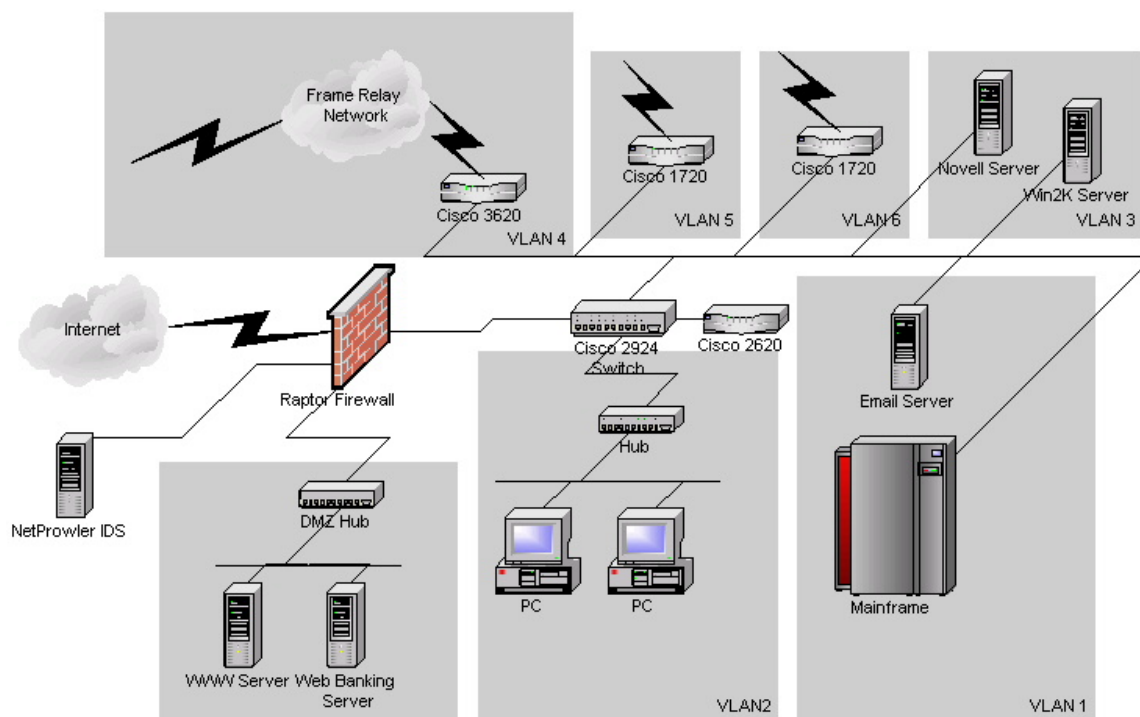 Frame Relay
Network
Cisco 3620
VLAN 4
Cisco 1720
VLAN 5
Cisco 1720
VLAN 6
Novell Server
Win2K Server
VLAN 3
Internet
Raptor Firewall
Cisco 2924
Switch
Cisco 2620
Email Server
NetProwler IDS
DMZ Hub
Hub
WWW Server
Web Banking
Server
PC
PC
VLAN2
Mainframe
VLAN 1